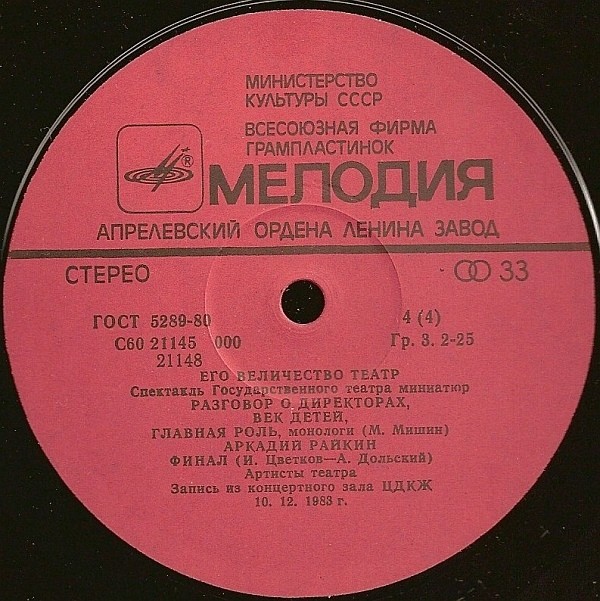 МИНИСТЕРСТВО
КУЛЬТУРЫ СССР
ВСЕСОЮЗНАЯ ФИРМА
ГРАМПЛАСТИНОК
®
МЕЛОДИЯ
АПРЕЛЕВСКИЙ ОРДЕНА ЛЕНИНА ЗАВОД
СТЕРЕО 33
ГОСТ 5289-80 4 (4)
С60 21145 000 Гр. 3. 2-25
21148
ЕГО ВЕЛИЧЕСТВО ТЕАТР
Спектакль Государственного театра миниатюр
РАЗГОВОР О ДИРЕКТОРАХ,
ВЕК ДЕТЕЙ,
ГЛАВНАЯ РОЛЬ, монологи (М. Мишин)
АРКАДИЙ РАЙКИН
ФИНАЛ (И. Цветков—А. Дольский)
Артисты театра
Запись из концертного зала ЦДКЖ
10. 12. 1983 г.